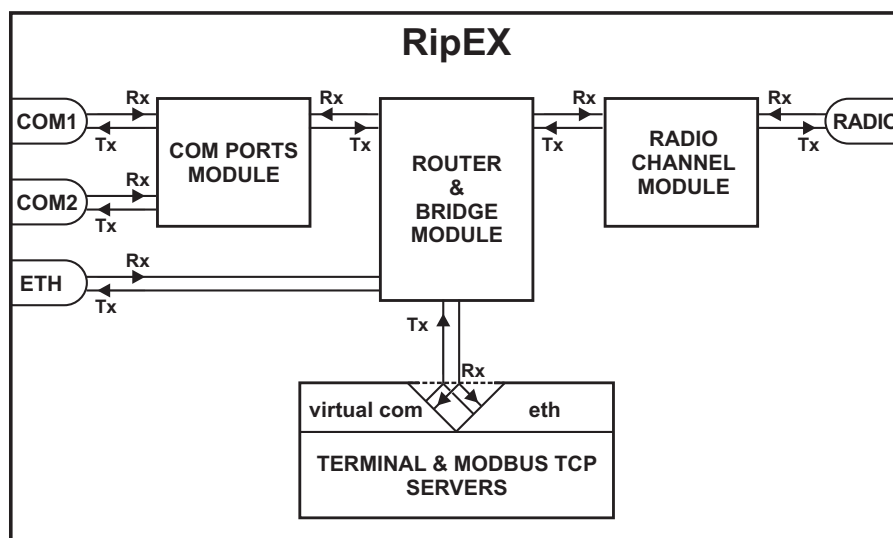 RipEX
Rx
Rx
Rx
Rx
COM1
RADIO
Tx
Tx
Tx
Tx
COM PORTS
MODULE
ROUTER
&
BRIDGE
MODULE
RADIO
CHANNEL
MODULE
Rx
COM2
Tx
Rx
ETH
Tx
Tx
Rx
virtual com
eth
TERMINAL & MODBUS TCP
SERVERS